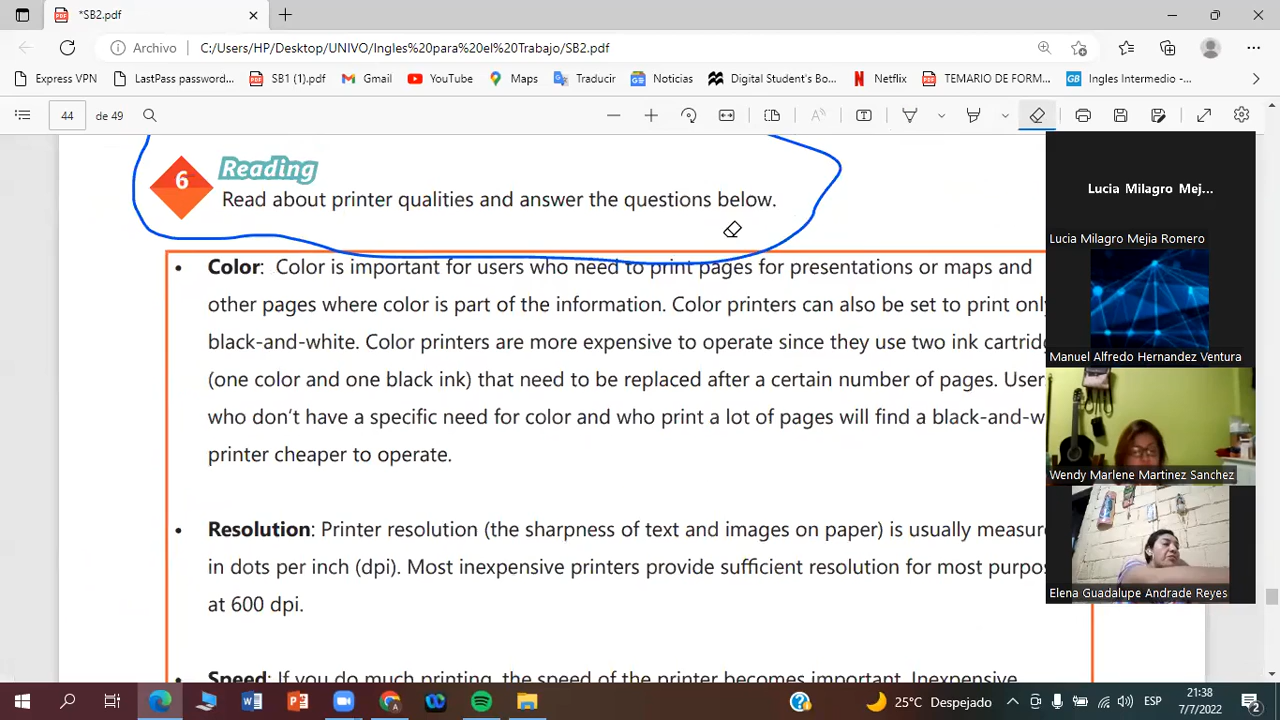 *SB2.pdf
Archivo C:/Users/HP/Desktop/UNIVO/Ingles%20para%20el%20Trabajo/SB2.pdf
Express VPN LastPass password... SB1 (1).pdf Gmail YouTube Maps Traducir Noticias Digital Student's Bo... Netflix TEMARIO DE FORM... Ingles Intermedio -...
44 de 49
6 Reading
Read about printer qualities and answer the questions below.
• Color: Color is important for users who need to print pages for presentations or maps and
other pages where color is part of the information. Color printers can also be set to print only
black-and-white. Color printers are more expensive to operate since they use two ink cartridg
(one color and one black ink) that need to be replaced after a certain number of pages. User
who don't have a specific need for color and who print a lot of pages will find a black-and-w
printer cheaper to operate.
• Resolution: Printer resolution (the sharpness of text and images on paper) is usually measure
in dots per inch (dpi). Most inexpensive printers provide sufficient resolution for most purpos
at 600 dpi.
Speed: If you do much printing, the speed of the printer becomes important. Inexpensive
Lucia Milagro Mej...
Lucia Milagro Mejia Romero
Manuel Alfredo Hernandez Ventura
Wendy Marlene Martinez Sanchez
Elena Guadalupe Andrade Reyes
25°C Despejado
ESP
21:38
7/7/2022
2